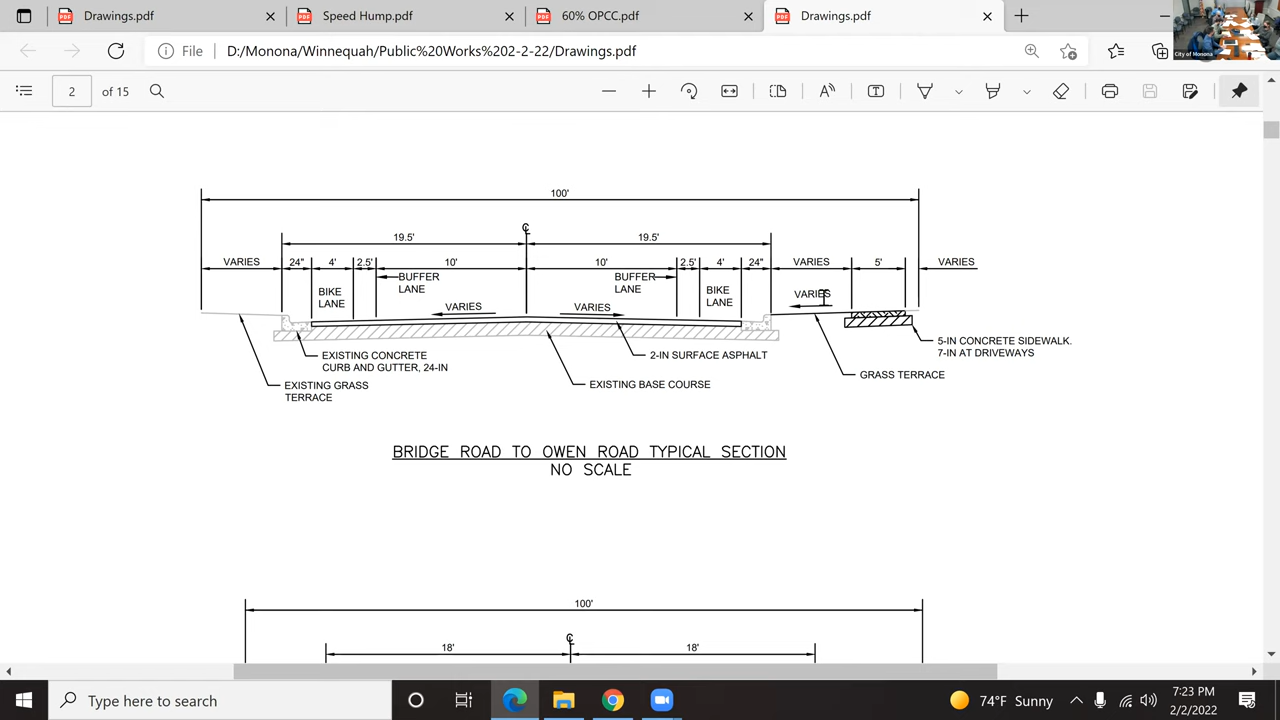 Drawings.pdf
Speed Hump.pdf
60% OPCC.pdf
Drawings.pdf
File
D:/Monona/Winnequah/Public%20Works%202-2-22/Drawings.pdf
City of Monona
2
of 15
100'
19.5'
19.5'
VARIES
24"
4'
2.5'
10'
10'
2.5'
4'
24"
VARIES
5'
VARIES
BUFFER
LANE
BUFFER
LANE
BIKE
LANE
BIKE
LANE
VARIES
VARIES
VARIES
EXISTING CONCRETE
CURB AND GUTTER, 24-IN
2-IN SURFACE ASPHALT
5-IN CONCRETE SIDEWALK.
7-IN AT DRIVEWAYS
EXISTING GRASS
TERRACE
EXISTING BASE COURSE
GRASS TERRACE
BRIDGE ROAD TO OWEN ROAD TYPICAL SECTION
NO SCALE
100'
18'
18'
Type here to search
74°F Sunny
7:23 PM
2/2/2022